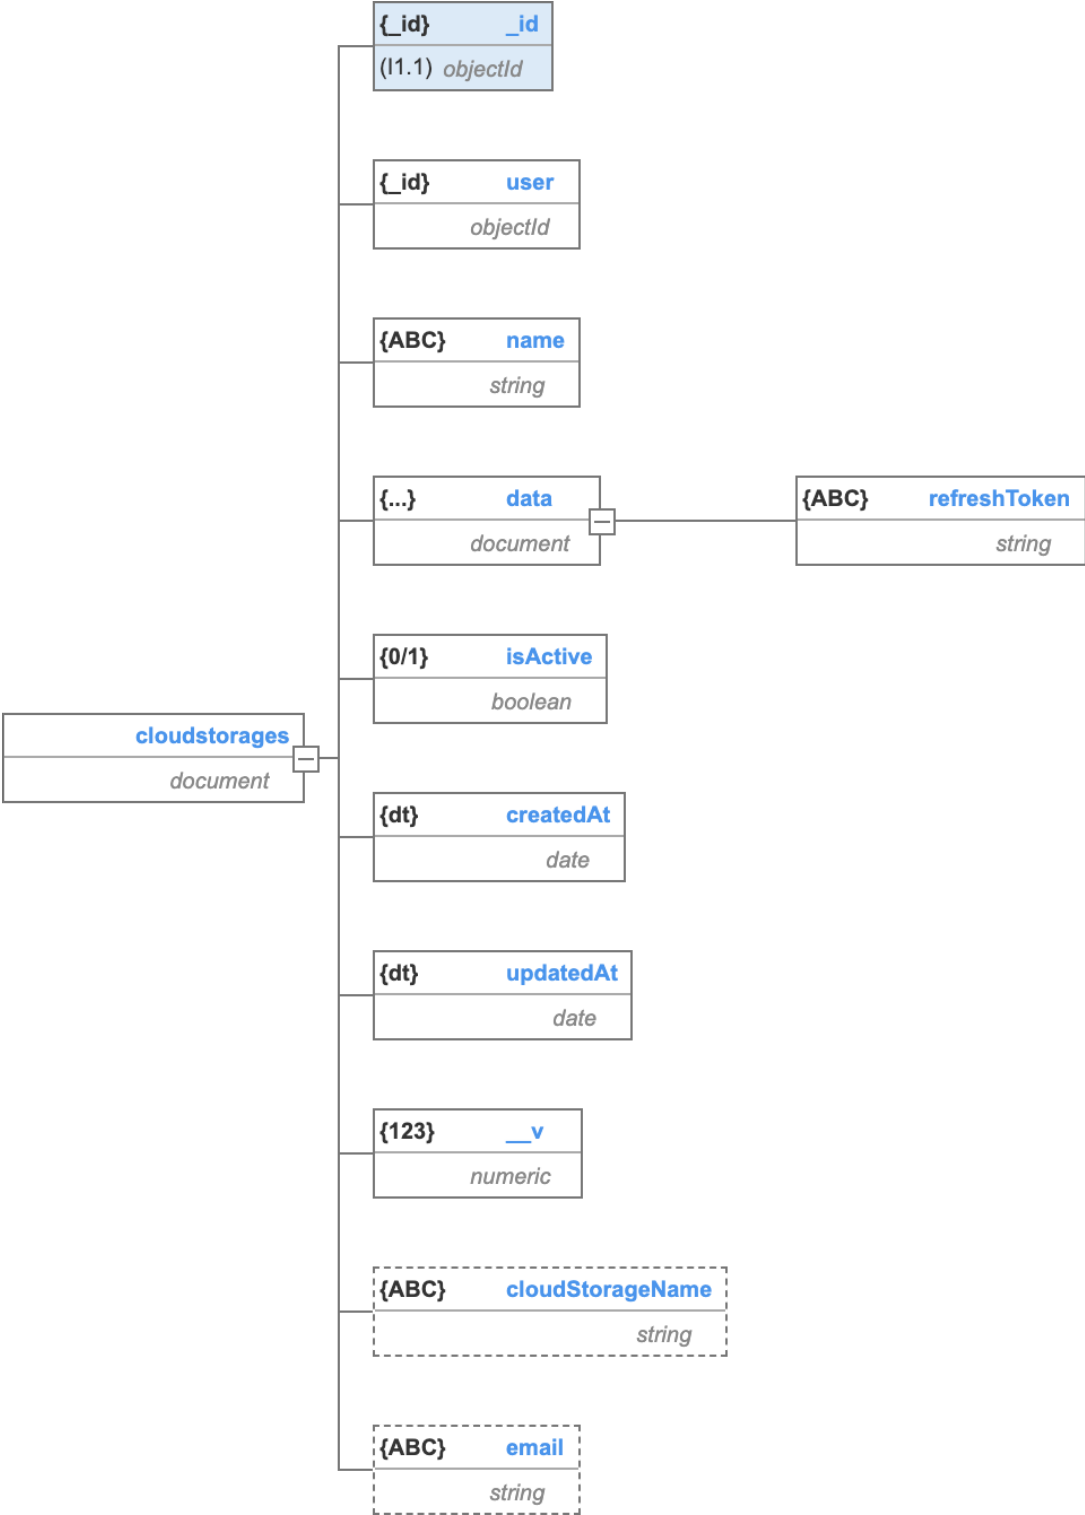 {_id} _id
(I1.1) objectId
{_id} user
objectId
{ABC} name
string
{...} data
document
{ABC} refreshToken
string
{0/1} isActive
boolean
cloudstorages
document
{dt} createdAt
date
{dt} updatedAt
date
{123} __v
numeric
{ABC} cloudStorageName
string
{ABC} email
string